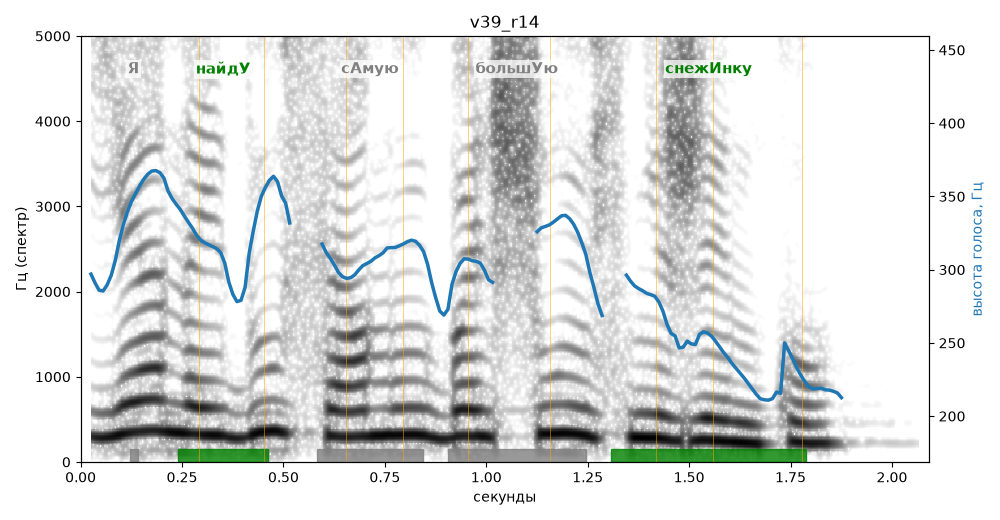 v39_r14
Я найдУ сАмую большУю снежИнку
5000
4000
3000
2000
1000
0
Гц (спектр)
450
400
350
300
250
200
высота голоса, Гц
0.00 0.25 0.50 0.75 1.00 1.25 1.50 1.75 2.00
секунды